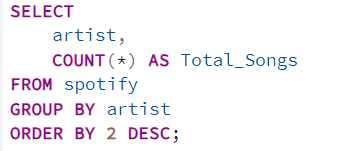 SELECT
    artist,
    COUNT(*) AS Total_Songs
FROM spotify
GROUP BY artist
ORDER BY 2 DESC;